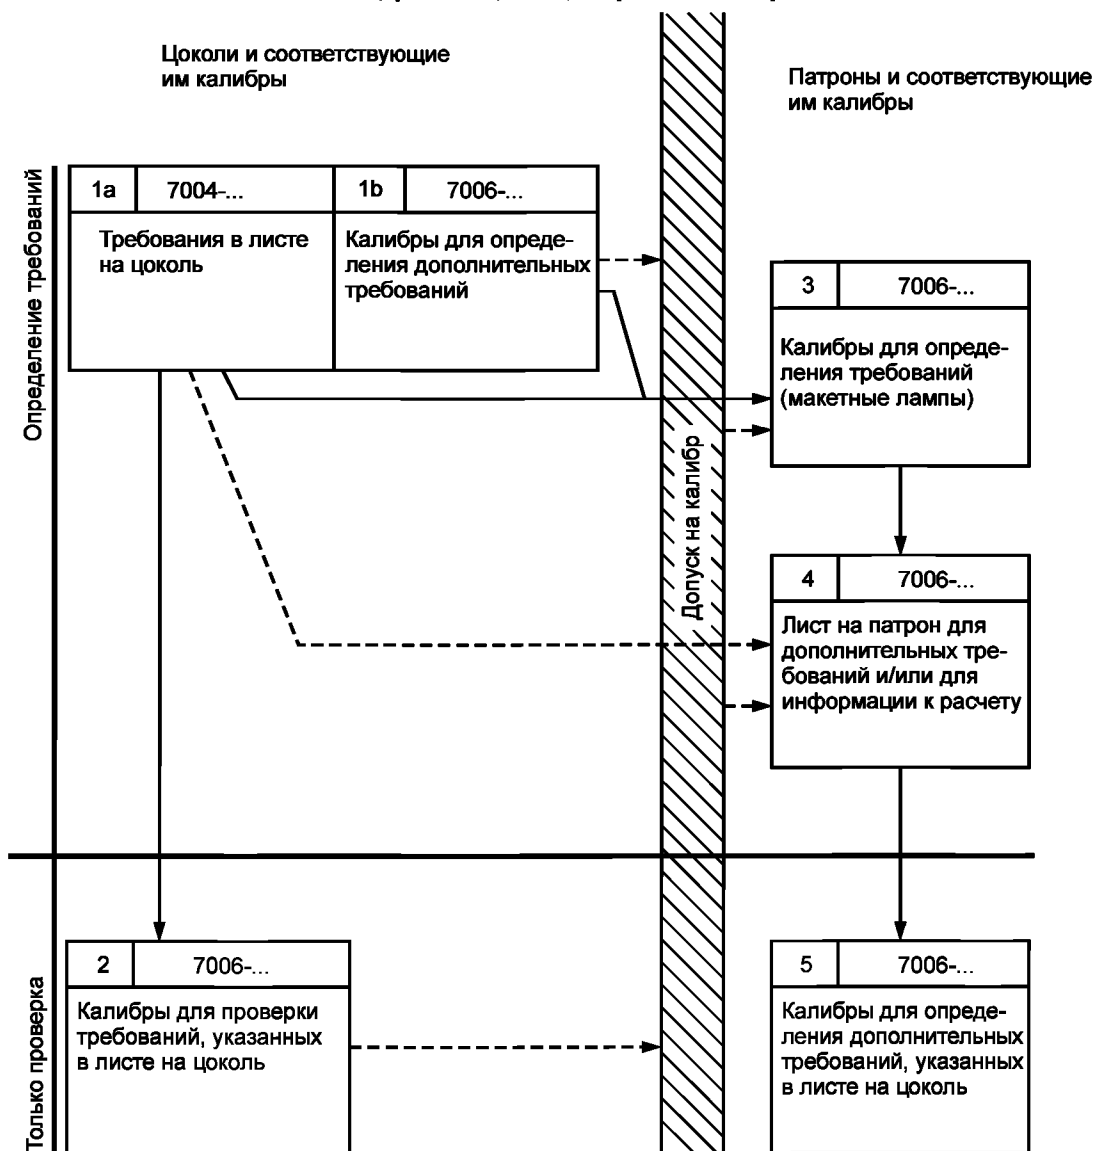 Цоколи и соответствующие
им калибры
Патроны и соответствующие
им калибры
Определение требований
1a 7004-...
1b 7006-...
Требования в листе
на цоколь
Калибры для опреде-
ления дополнительных
требований
3 7006-...
Калибры для опреде-
ления требований
(макетные лампы)
Допуск на калибр
4 7006-...
Лист на патрон для
дополнительных тре-
бований и/или для
информации к расчету
Только проверка
2 7006-...
Калибры для проверки
требований, указанных
в листе на цоколь
5 7006-...
Калибры для опреде-
ления дополнительных
требований, указанных
в листе на цоколь